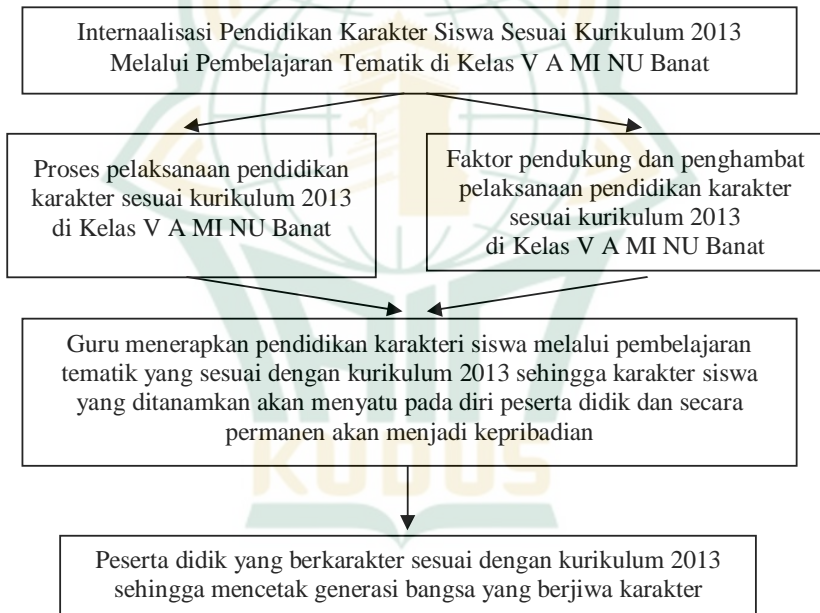 Internaalisasi Pendidikan Karakter Siswa Sesuai Kurikulum 2013
Melalui Pembelajaran Tematik di Kelas V A MI NU Banat
Proses pelaksanaan pendidikan
karakter sesuai kurikulum 2013
di Kelas V A MI NU Banat
Faktor pendukung dan penghambat
pelaksanaan pendidikan karakter
sesuai kurikulum 2013
di Kelas V A MI NU Banat
Guru menerapkan pendidikan karakteri siswa melalui pembelajaran
tematik yang sesuai dengan kurikulum 2013 sehingga karakter siswa
yang ditanamkan akan menyatu pada diri peserta didik dan secara
permanen akan menjadi kepribadian
KUDUS
Peserta didik yang berkarakter sesuai dengan kurikulum 2013
sehingga mencetak generasi bangsa yang berjiwa karakter